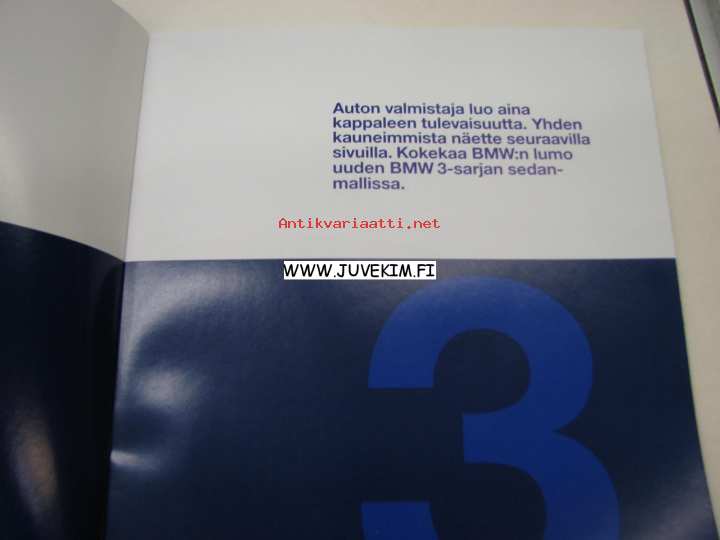 Auton valmistaja luo aina
kappaleen tulevaisuutta. Yhden
kauneimmista näette seuraavilla
sivuilla. Kokekaa BMW:n lumo
uuden BMW 3-sarjan sedan-
mallissa.
Antikvariaatti.net
WWW.JUVEKIM.FI
3